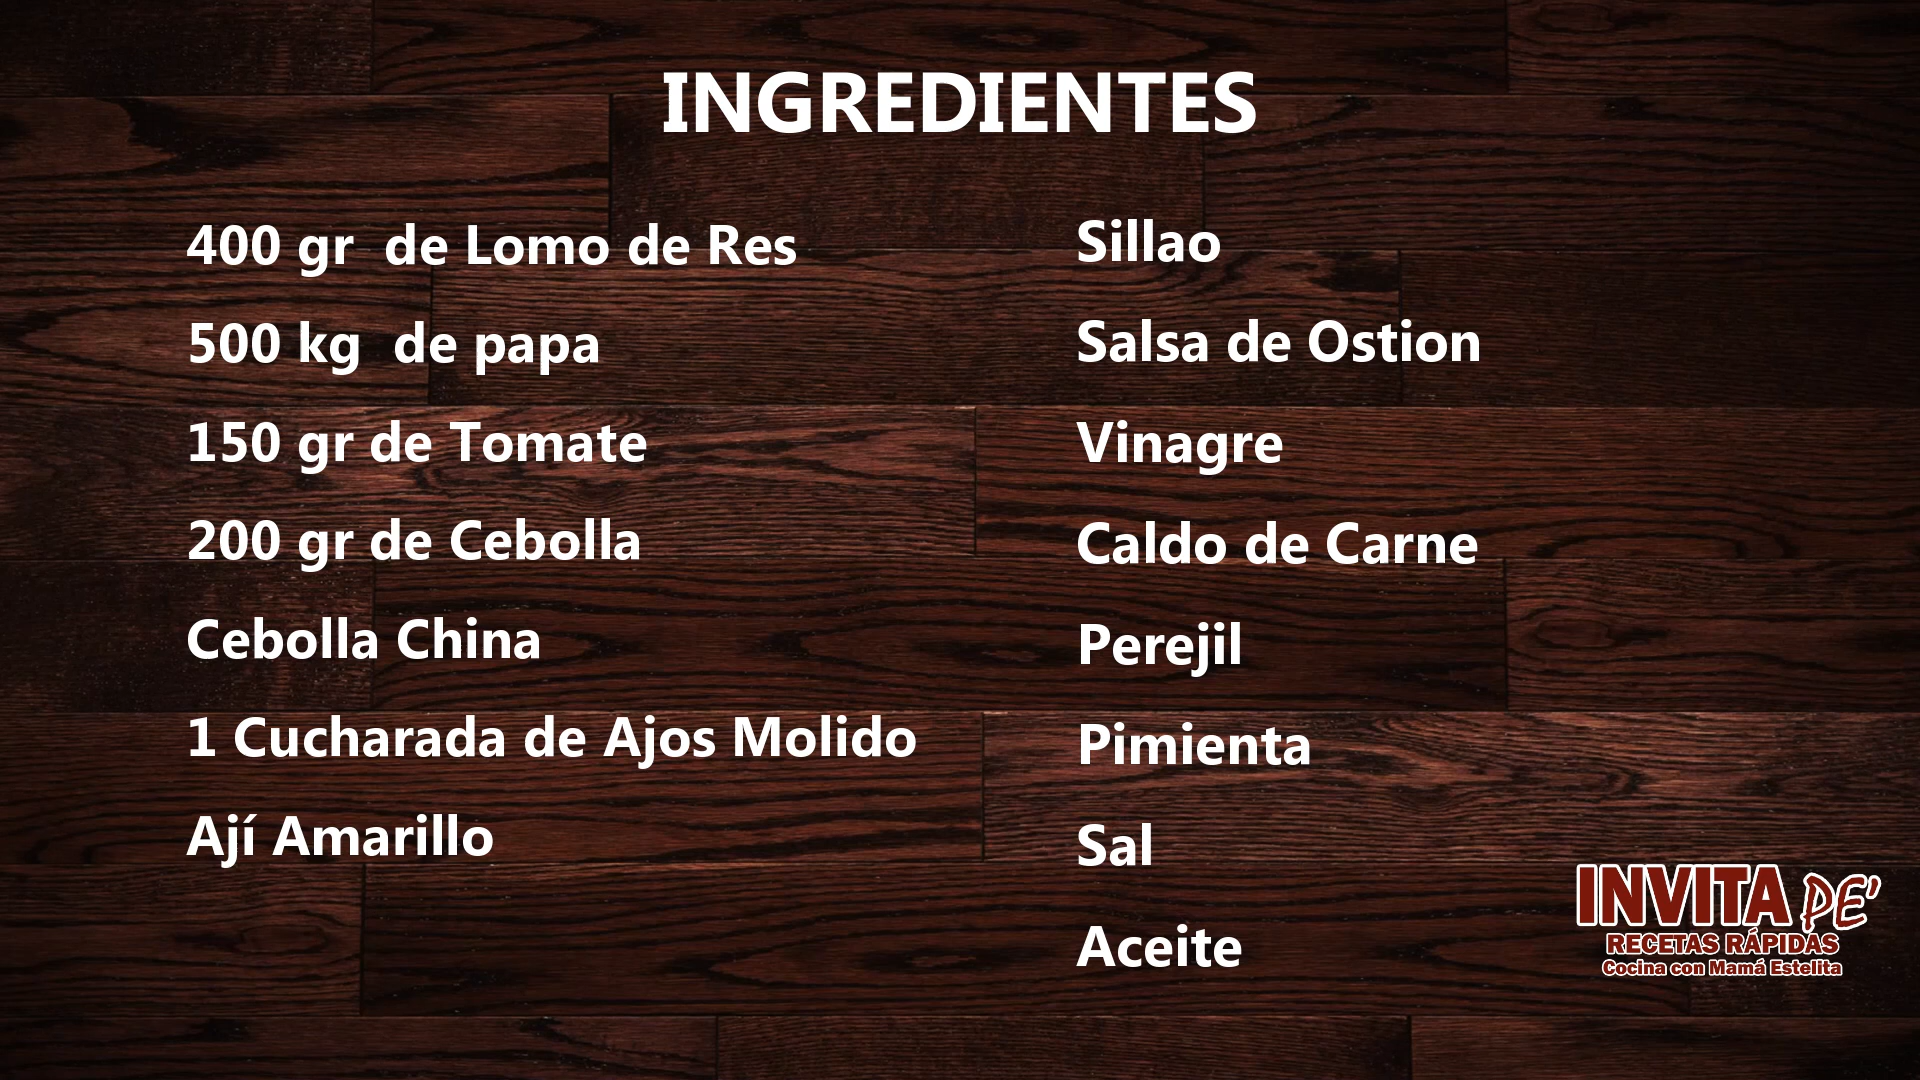 INGREDIENTES
400 gr  de Lomo de Res
500 kg  de papa
150 gr de Tomate
200 gr de Cebolla
Cebolla China
1 Cucharada de Ajos Molido
Ají Amarillo
Sillao
Salsa de Ostion
Vinagre
Caldo de Carne
Perejil
Pimienta
Sal
Aceite
INVITA PE'
RECETAS RÁPIDAS
Cocina con Mamá Estelita